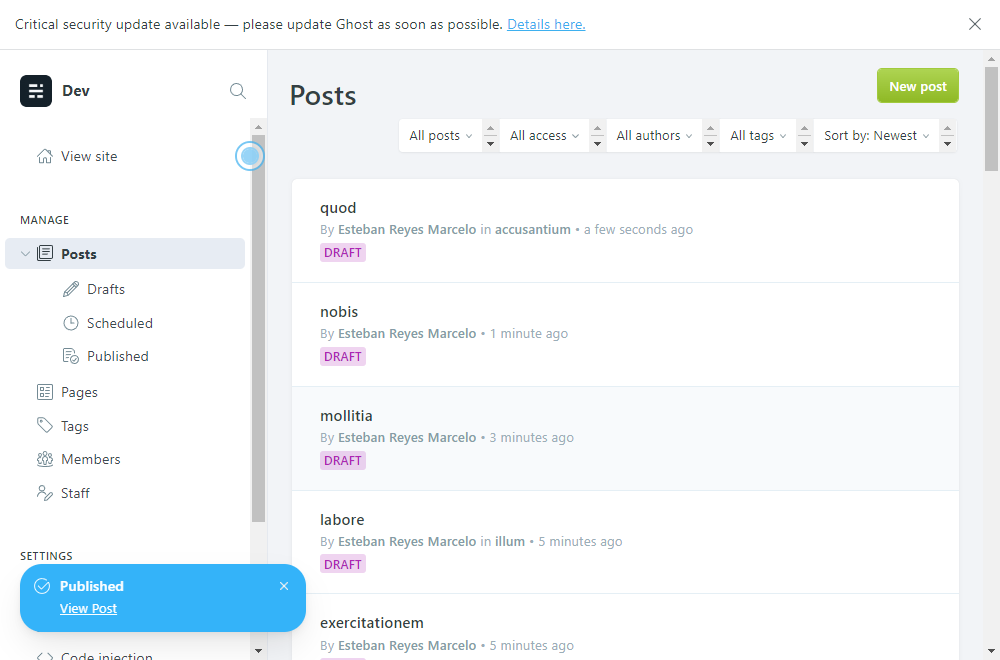 Critical security update available — please update Ghost as soon as possible. Details here.
Dev
View site
MANAGE
Posts
Drafts
Scheduled
Published
Pages
Tags
Members
Staff
SETTINGS
Published
View Post
Code injection
Posts
New post
All posts
All access
All authors
All tags
Sort by: Newest
quod
By Esteban Reyes Marcelo in accusantium • a few seconds ago
DRAFT
nobis
By Esteban Reyes Marcelo • 1 minute ago
DRAFT
mollitia
By Esteban Reyes Marcelo • 3 minutes ago
DRAFT
labore
By Esteban Reyes Marcelo in illum • 5 minutes ago
DRAFT
exercitationem
By Esteban Reyes Marcelo • 5 minutes ago